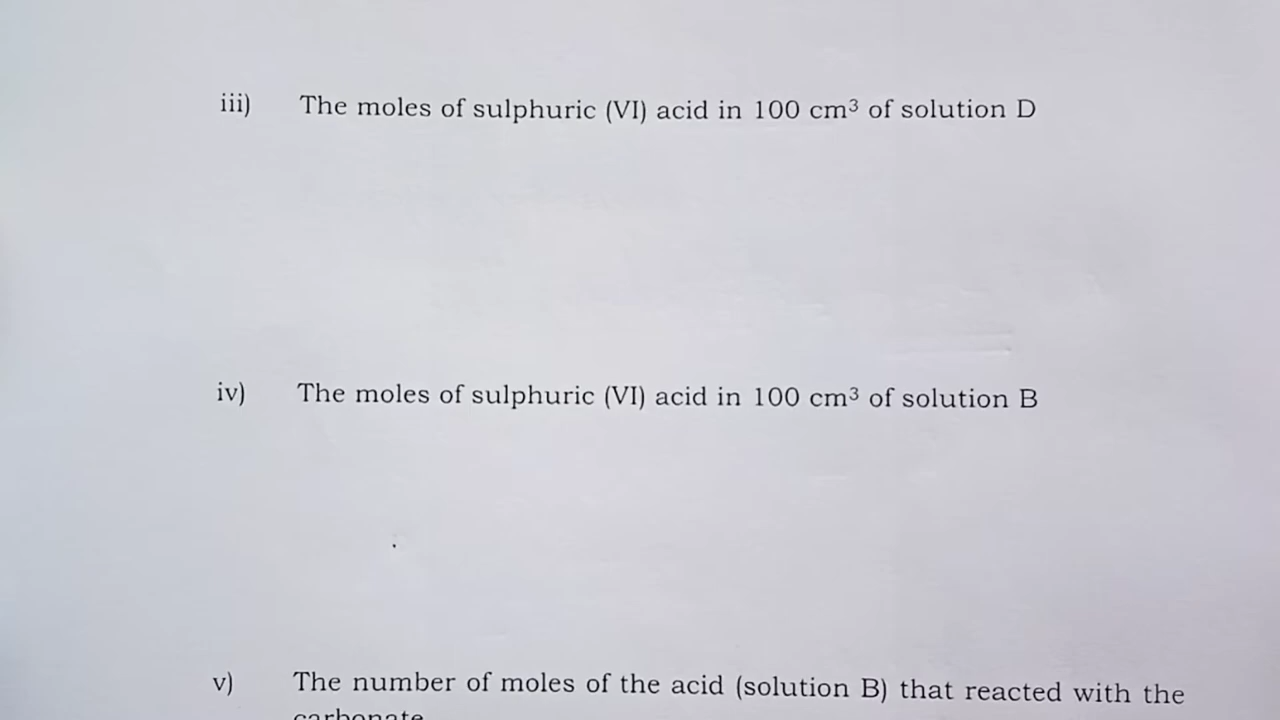 iii) The moles of sulphuric (VI) acid in 100 cm³ of solution D
iv) The moles of sulphuric (VI) acid in 100 cm³ of solution B
v) The number of moles of the acid (solution B) that reacted with the
carbonate